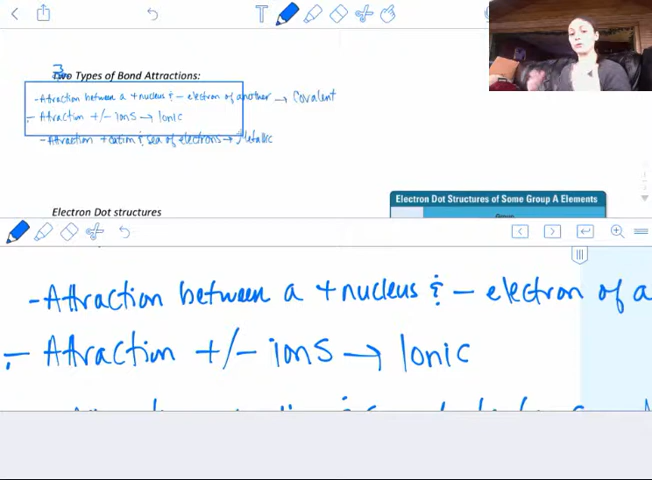 T
3
Two Types of Bond Attractions:
-Attraction between a + nucleus & - electron of another → Covalent
- Attraction +/- ions → Ionic
- Attraction + cation & sea of electrons → Metallic
Electron Dot structures
Electron Dot Structures of Some Group A Elements
Group
-Attraction between a + nucleus & - electron of a
- Attraction +/- ions → Ionic